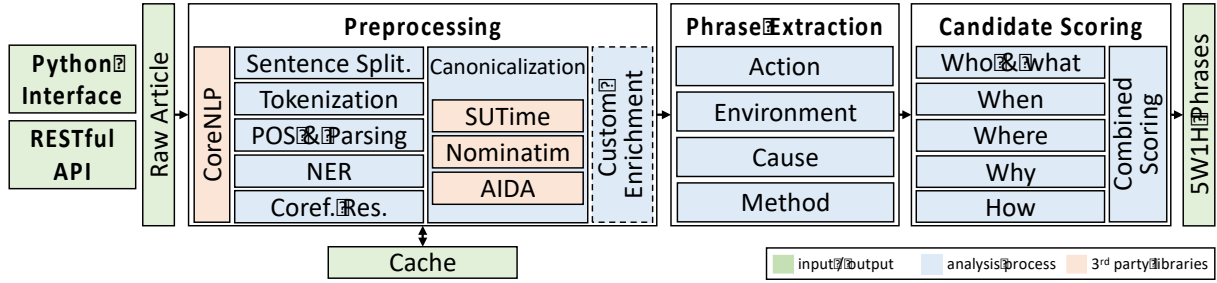 Python
Interface
RESTful
API
Raw Article
Preprocessing
CoreNLP
Sentence Split.
Tokenization
POS & Parsing
NER
Coref. Res.
Canonicalization
SUTime
Nominatim
AIDA
Custom
Enrichment
Cache
Phrase Extraction
Action
Environment
Cause
Method
Candidate Scoring
Who & what
When
Where
Why
How
Combined
Scoring
5W1H Phrases
input / output
analysis process
3rd party libraries